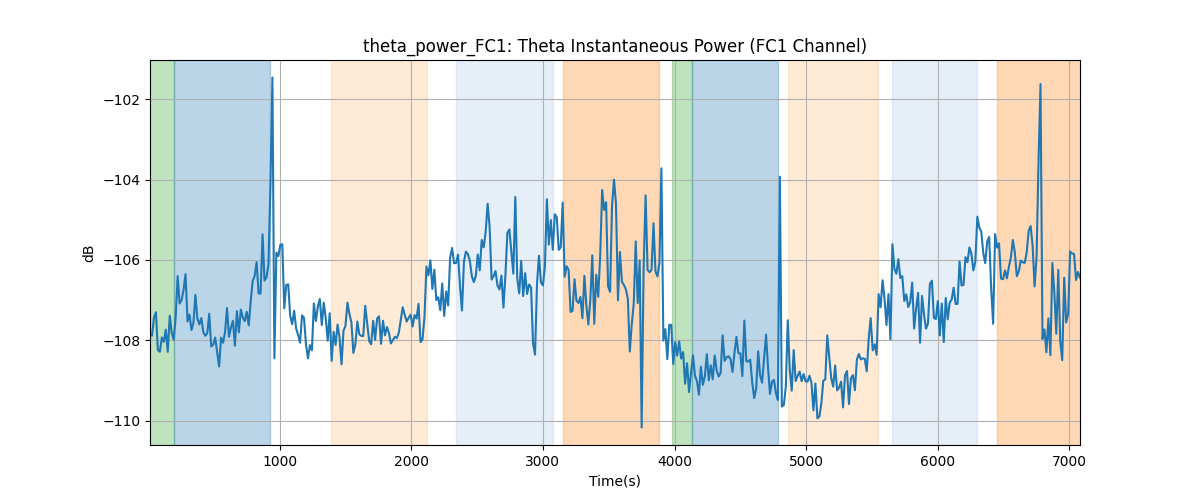 theta_power_FC1: Theta Instantaneous Power (FC1 Channel)
−102
−104
−106
−108
−110
dB
1000 2000 3000 4000 5000 6000 7000
Time(s)